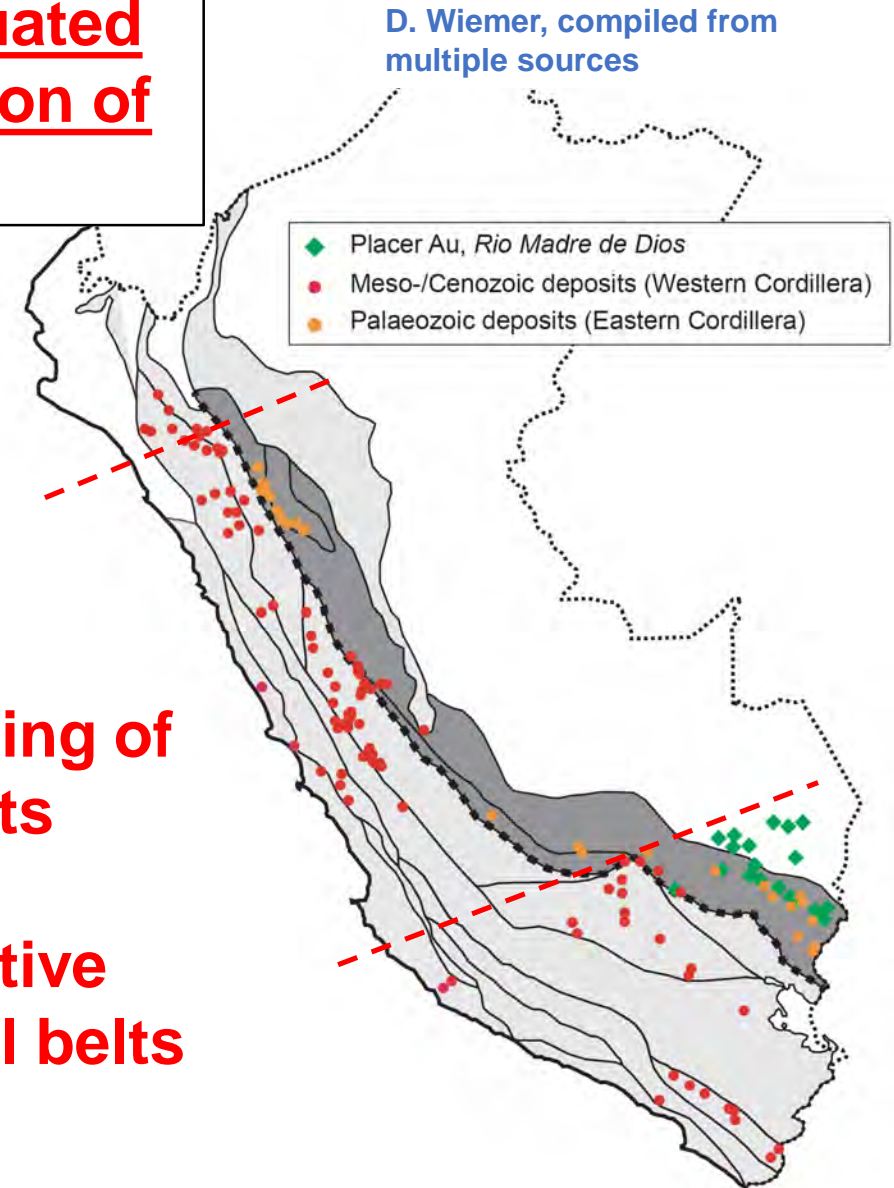 uated
on of
D. Wiemer, compiled from
multiple sources
Placer Au, Rio Madre de Dios
Meso-/Cenozoic deposits (Western Cordillera)
Palaeozoic deposits (Eastern Cordillera)
ing of
ts
tive
l belts